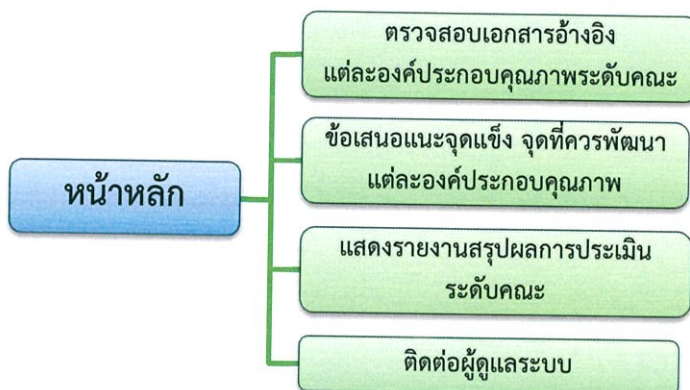 ตรวจสอบเอกสารอ้างอิง
แต่ละองค์ประกอบคุณภาพระดับคณะ
ข้อเสนอแนะจุดแข็ง จุดที่ควรพัฒนา
แต่ละองค์ประกอบคุณภาพ
หน้าหลัก
แสดงรายงานสรุปผลการประเมิน
ระดับคณะ
ติดต่อผู้ดูแลระบบ